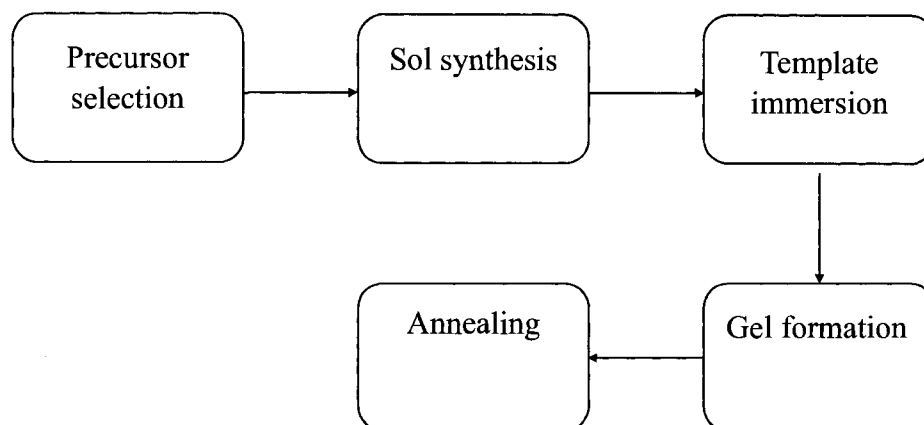 Precursor
selection
Sol synthesis
Template
immersion
Gel formation
Annealing